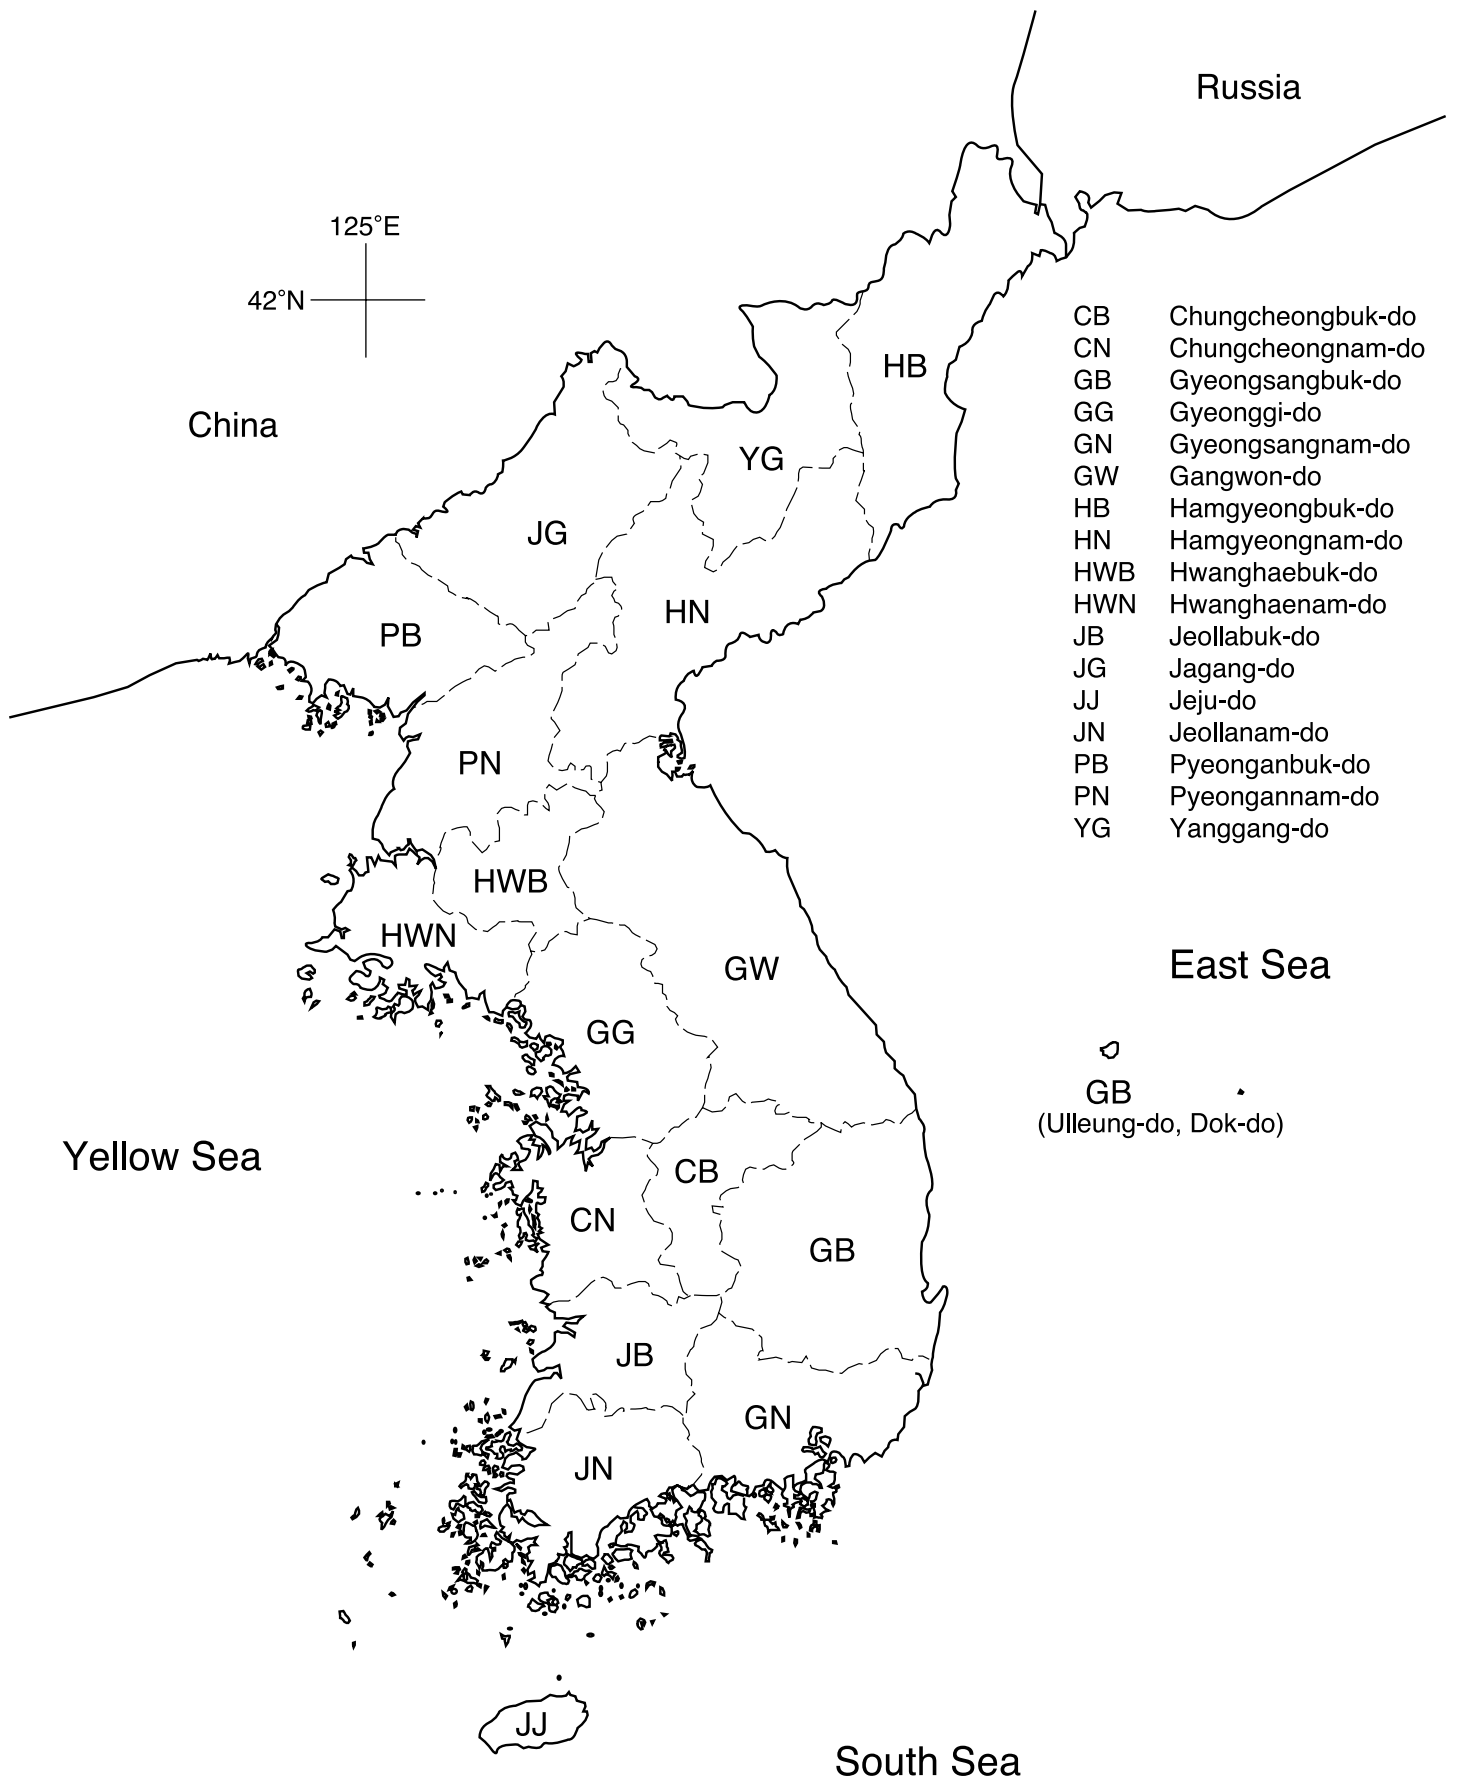 Russia
125°E
42°N
China
HB
YG
JG
HN
PB
PN
HWB
HWN
GW
GG
CB
CN
GB
JB
GN
JN
JJ
CB Chungcheongbuk-do
CN Chungcheongnam-do
GB Gyeongsangbuk-do
GG Gyeonggi-do
GN Gyeongsangnam-do
GW Gangwon-do
HB Hamgyeongbuk-do
HN Hamgyeongnam-do
HWB Hwanghaebuk-do
HWN Hwanghaenam-do
JB Jeollabuk-do
JG Jagang-do
JJ Jeju-do
JN Jeollanam-do
PB Pyeonganbuk-do
PN Pyeongannam-do
YG Yanggang-do
East Sea
GB
(Ulleung-do, Dok-do)
Yellow Sea
South Sea